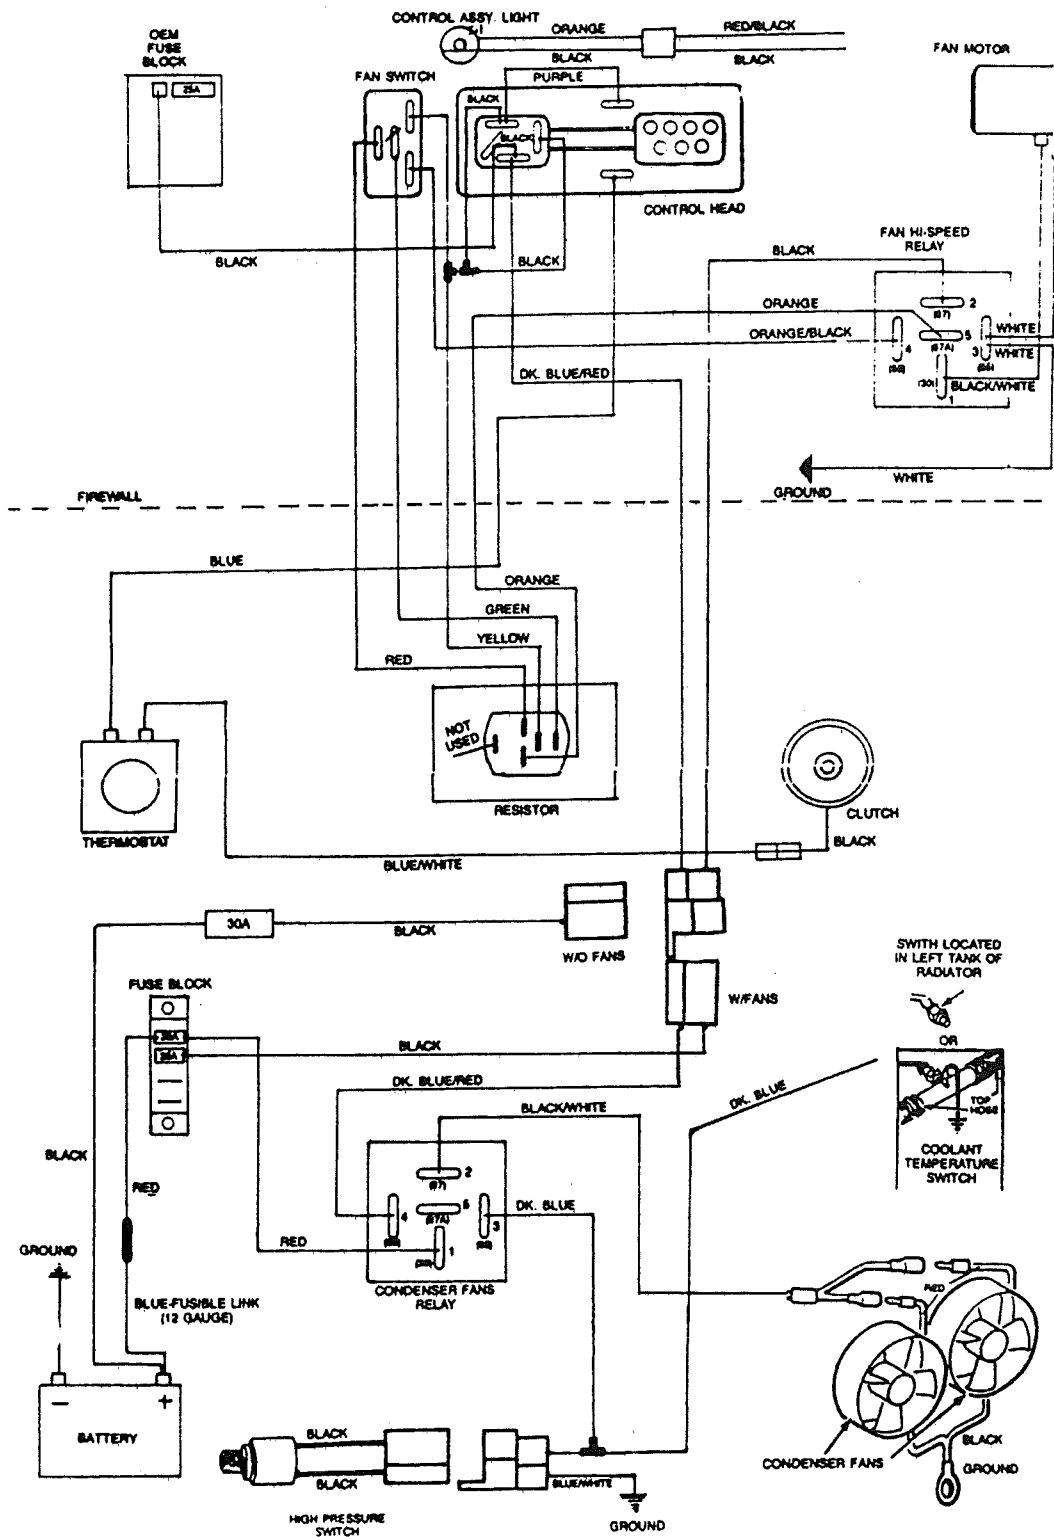 CONTROL ASSY. LIGHT
ORANGE
RED/BLACK
BLACK
BLACK
OEM
FUSE
BLOCK
25A
FAN SWITCH
PURPLE
BLACK
BLACK
FAN MOTOR
CONTROL HEAD
BLACK
BLACK
FAN HI-SPEED
RELAY
BLACK
2
(87)
ORANGE
5
(87A)
ORANGE/BLACK
4
WHITE
3
WHITE
(30)
BLACK/WHITE
1
DK. BLUE/RED
WHITE
GROUND
FIREWALL
BLUE
ORANGE
GREEN
YELLOW
RED
NOT
USED
RESISTOR
THERMOSTAT
CLUTCH
BLACK
BLUE/WHITE
30A
BLACK
W/O FANS
W/FANS
FUSE BLOCK
25A
BLACK
DK. BLUE/RED
BLACK/WHITE
DK. BLUE
SWITH LOCATED
IN LEFT TANK OF
RADIATOR
OR
TOP
HOSE
COOLANT
TEMPERATURE
SWITCH
BLACK
RED
2
(87)
5
(87A)
4
3
DK. BLUE
RED
1
(30)
CONDENSER FANS
RELAY
GROUND
BLUE-FUSIBLE LINK
(12 GAUGE)
−
+
BATTERY
RED
BLACK
CONDENSER FANS
GROUND
BLACK
BLACK
HIGH PRESSURE
SWITCH
BLUE/WHITE
GROUND